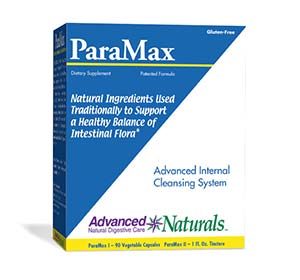 Gluten-Free
ParaMax
Dietary Supplement Patented Formula
Natural Ingredients Used
Traditionally to Support
a Healthy Balance of
Intestinal Flora*
Advanced Internal
Cleansing System
Advanced Naturals™
Natural Digestive Care
ParaMax I - 90 Vegetable Capsules ParaMax II - 1 Fl. Oz. Tincture